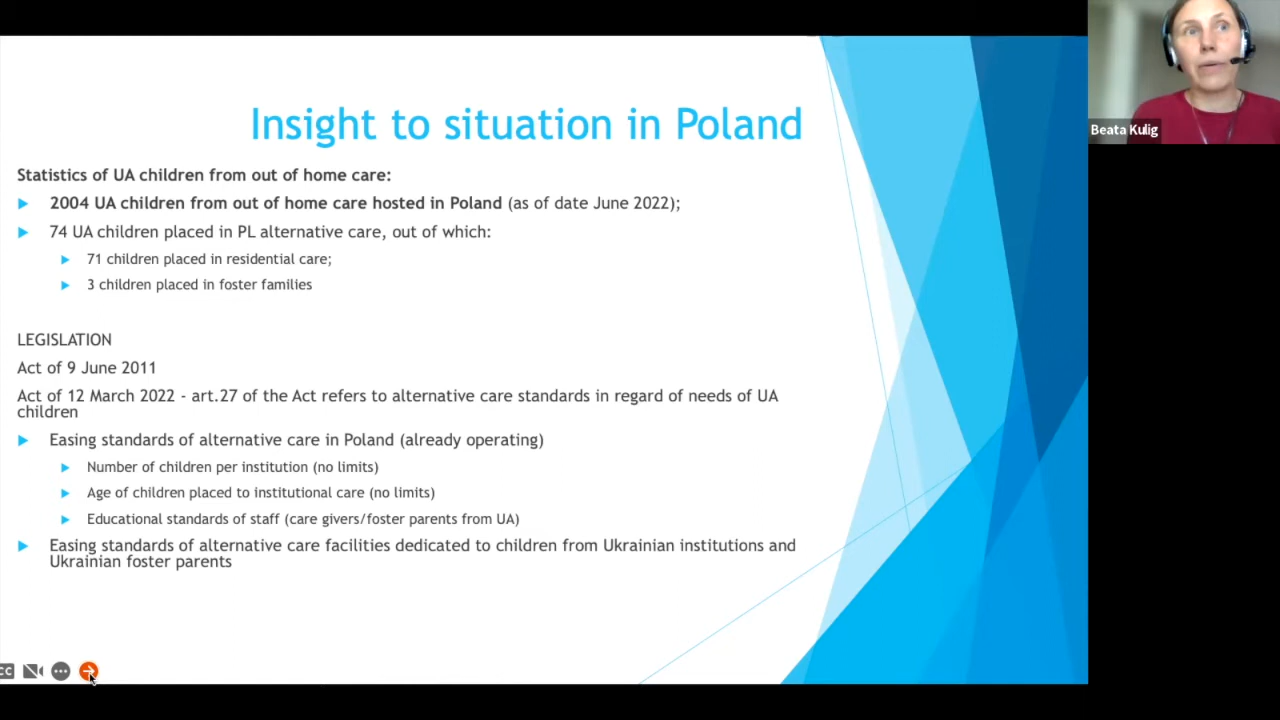 Beata Kulig
Insight to situation in Poland
Statistics of UA children from out of home care:
2004 UA children from out of home care hosted in Poland (as of date June 2022);
74 UA children placed in PL alternative care, out of which:
71 children placed in residential care;
3 children placed in foster families
LEGISLATION
Act of 9 June 2011
Act of 12 March 2022 - art.27 of the Act refers to alternative care standards in regard of needs of UA
children
Easing standards of alternative care in Poland (already operating)
Number of children per institution (no limits)
Age of children placed to institutional care (no limits)
Educational standards of staff (care givers/foster parents from UA)
Easing standards of alternative care facilities dedicated to children from Ukrainian institutions and
Ukrainian foster parents
CC